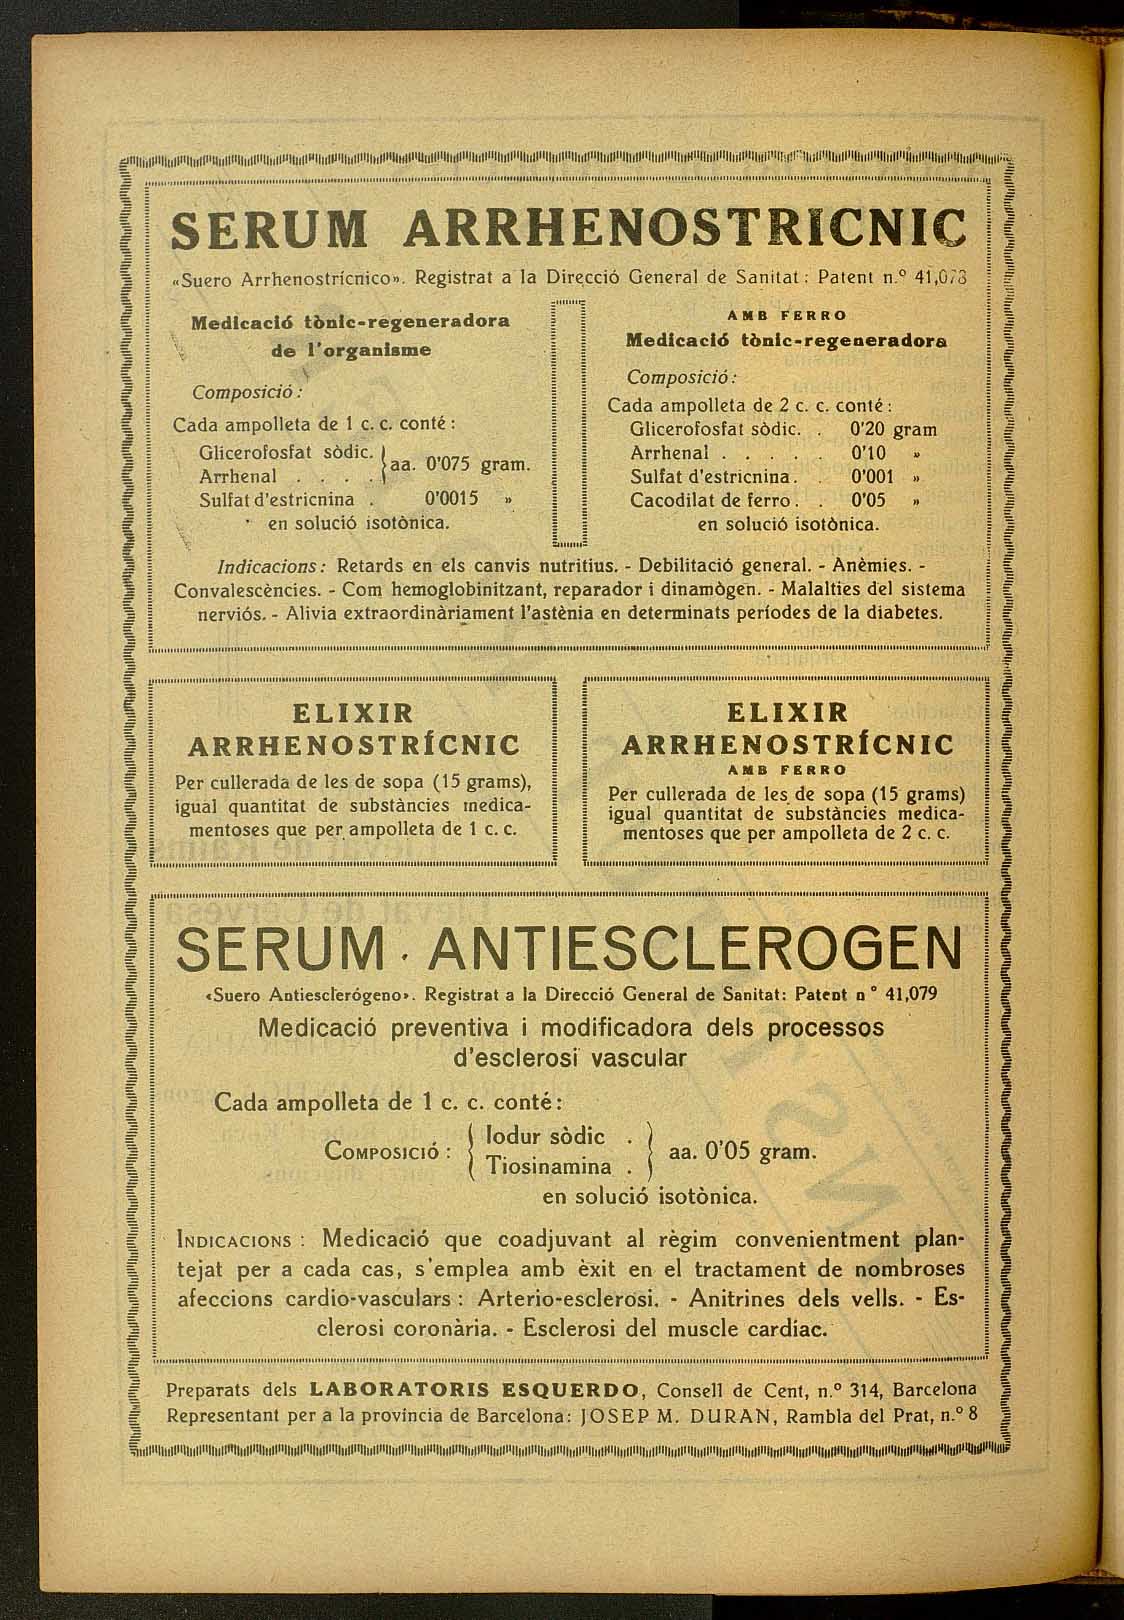 SERUM ARRHENOSTRICNIC
«Suero Arrhenostrícnico». Registrat a la Direcció General de Sanitat: Patent n.º 41,078
Medicació tònic-regeneradora
de l'organisme
Composició:
Cada ampolleta de 1 c. c. conté:
Glicerofosfat sòdic.
Arrhenal . . . .
aa. 0'075 gram.
Sulfat d'estricnina . 0'0015 »
en solució isotònica.
AMB FERRO
Medicació tònic-regeneradora
Composició:
Cada ampolleta de 2 c. c. conté:
Glicerofosfat sòdic. . 0'20 gram
Arrhenal . . . . . 0'10 »
Sulfat d'estricnina. . 0'001 »
Cacodilat de ferro. . 0'05 »
en solució isotònica.
Indicacions: Retards en els canvis nutritius. - Debilitació general. - Anèmies. -
Convalescències. - Com hemoglobinitzant, reparador i dinamògen. - Malalties del sistema
nerviós. - Alivia extraordinàriament l'astènia en determinats períodes de la diabetes.
ELIXIR
ARRHENOSTRÍCNIC
Per cullerada de les de sopa (15 grams),
igual quantitat de substàncies medica-
mentoses que per ampolleta de 1 c. c.
ELIXIR
ARRHENOSTRÍCNIC
AMB FERRO
Per cullerada de les de sopa (15 grams)
igual quantitat de substàncies medica-
mentoses que per ampolleta de 2 c. c.
SERUM · ANTIESCLEROGEN
«Suero Antiesclerógeno». Registrat a la Direcció General de Sanitat: Patent n º 41,079
Medicació preventiva i modificadora dels processos
d'esclerosi vascular
Cada ampolleta de 1 c. c. conté:
COMPOSICIÓ: { Iodur sòdic . } aa. 0'05 gram.
Tiosinamina .
en solució isotònica.
INDICACIONS: Medicació que coadjuvant al règim convenientment plan-
tejat per a cada cas, s'emplea amb èxit en el tractament de nombroses
afeccions cardio-vasculars: Arterio-esclerosi. - Anitrines dels vells. - Es-
clerosi coronària. - Esclerosi del muscle cardíac.
Preparats dels LABORATORIS ESQUERDO, Consell de Cent, n.º 314, Barcelona
Representant per a la província de Barcelona: JOSEP M. DURAN, Rambla del Prat, n.º 8